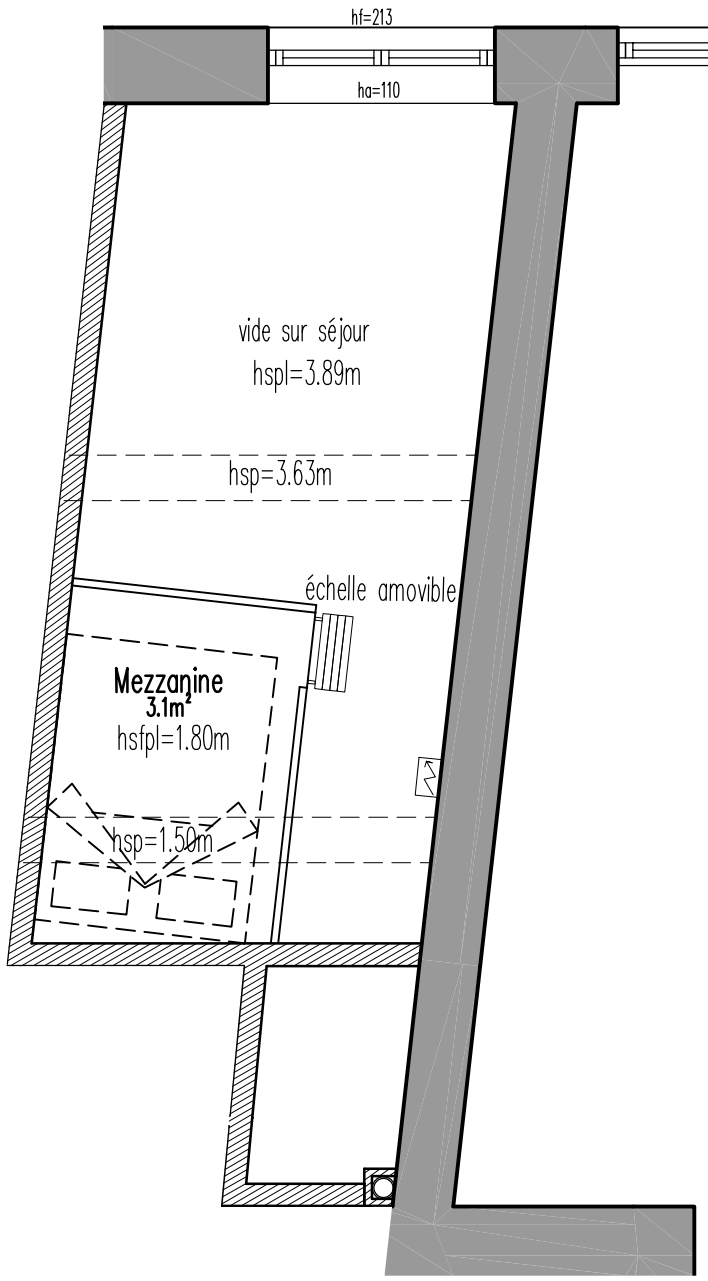 hf=213
ha=110
vide sur séjour
hspl=3.89m
hsp=3.63m
échelle amovible
Mezzanine
3.1m²
hsfpl=1.80m
hsp=1.50m